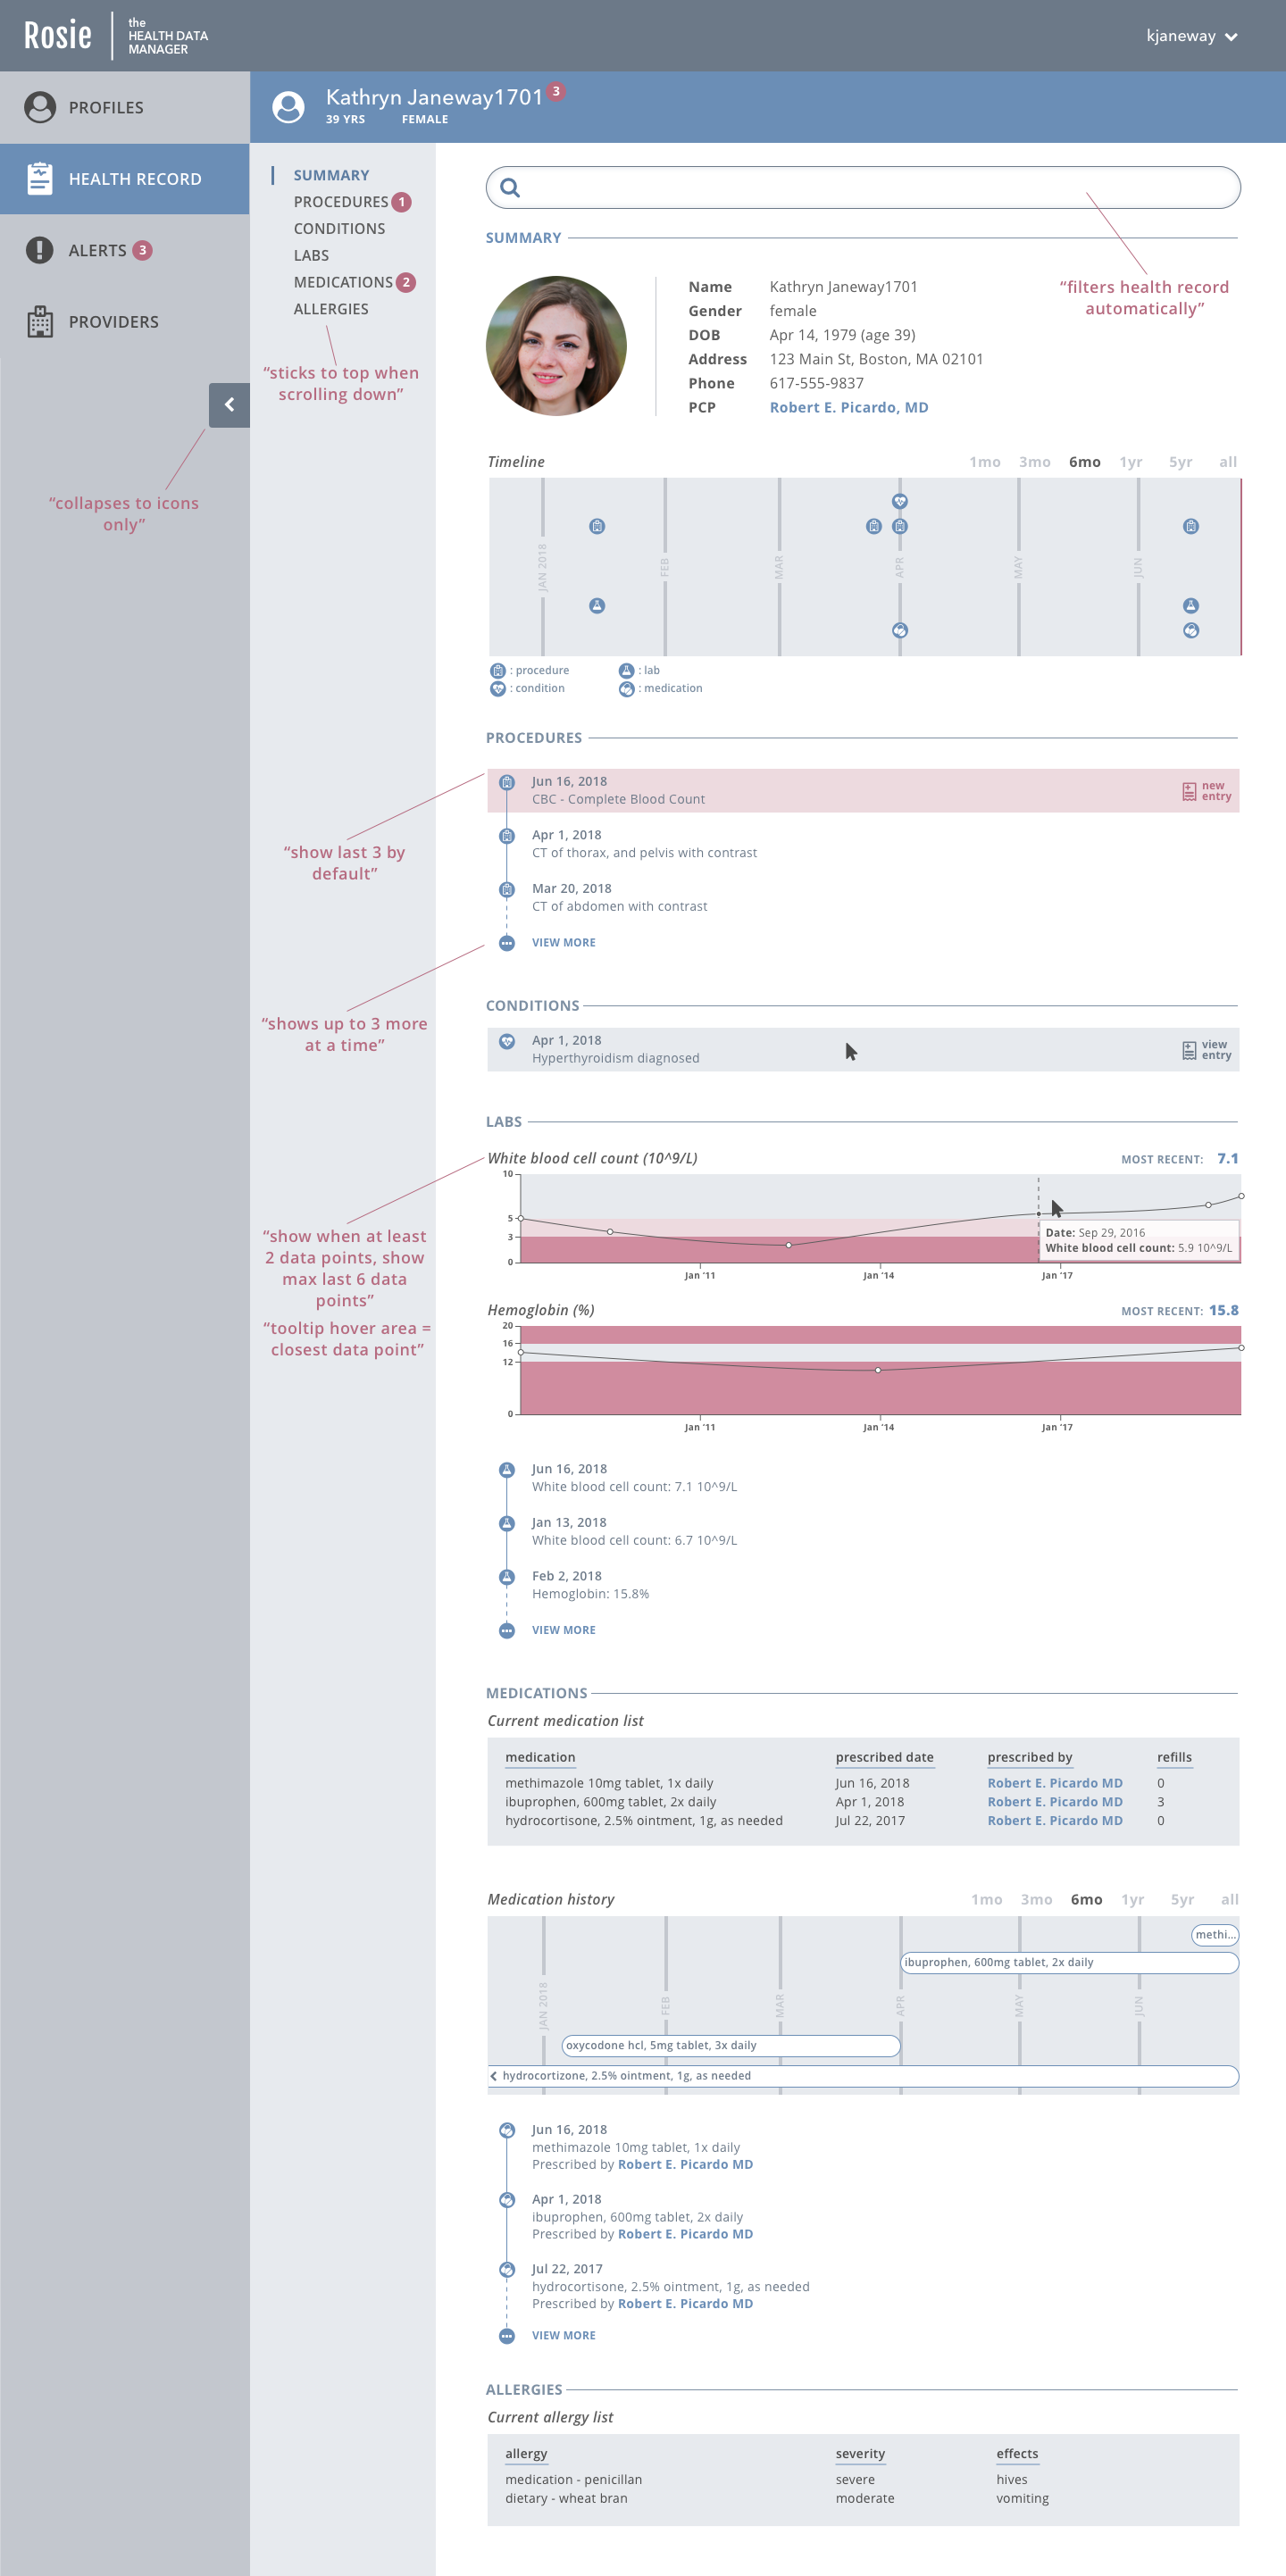 Rosie
the
HEALTH DATA
MANAGER
kjaneway
PROFILES
HEALTH RECORD
ALERTS 3
PROVIDERS
“collapses to icons
only”
Kathryn Janeway1701 3
39 YRS FEMALE
SUMMARY
PROCEDURES 1
CONDITIONS
LABS
MEDICATIONS 2
ALLERGIES
“sticks to top when
scrolling down”
“filters health record
automatically”
SUMMARY
Name Kathryn Janeway1701
Gender female
DOB Apr 14, 1979 (age 39)
Address 123 Main St, Boston, MA 02101
Phone 617-555-9837
PCP Robert E. Picardo, MD
Timeline 1mo 3mo 6mo 1yr 5yr all
JAN 2018 FEB MAR APR MAY JUN
: procedure : lab
: condition : medication
PROCEDURES
Jun 16, 2018
CBC - Complete Blood Count
new
entry
Apr 1, 2018
CT of thorax, and pelvis with contrast
“show last 3 by
default”
Mar 20, 2018
CT of abdomen with contrast
VIEW MORE
“shows up to 3 more
at a time”
CONDITIONS
Apr 1, 2018
Hyperthyroidism diagnosed
view
entry
LABS
White blood cell count (10^9/L) MOST RECENT: 7.1
10
5
3
0
Date: Sep 29, 2016
White blood cell count: 5.9 10^9/L
Jan '11 Jan '14 Jan '17
“show when at least
2 data points, show
max last 6 data
points”
“tooltip hover area =
closest data point”
Hemoglobin (%) MOST RECENT: 15.8
20
16
12
0
Jan '11 Jan '14 Jan '17
Jun 16, 2018
White blood cell count: 7.1 10^9/L
Jan 13, 2018
White blood cell count: 6.7 10^9/L
Feb 2, 2018
Hemoglobin: 15.8%
VIEW MORE
MEDICATIONS
Current medication list
medication prescribed date prescribed by refills
methimazole 10mg tablet, 1x daily Jun 16, 2018 Robert E. Picardo MD 0
ibuprophen, 600mg tablet, 2x daily Apr 1, 2018 Robert E. Picardo MD 3
hydrocortisone, 2.5% ointment, 1g, as needed Jul 22, 2017 Robert E. Picardo MD 0
Medication history 1mo 3mo 6mo 1yr 5yr all
methi...
ibuprophen, 600mg tablet, 2x daily
JAN 2018 FEB MAR APR MAY JUN
oxycodone hcl, 5mg tablet, 3x daily
hydrocortizone, 2.5% ointment, 1g, as needed
Jun 16, 2018
methimazole 10mg tablet, 1x daily
Prescribed by Robert E. Picardo MD
Apr 1, 2018
ibuprophen, 600mg tablet, 2x daily
Prescribed by Robert E. Picardo MD
Jul 22, 2017
hydrocortisone, 2.5% ointment, 1g, as needed
Prescribed by Robert E. Picardo MD
VIEW MORE
ALLERGIES
Current allergy list
allergy severity effects
medication - penicillan severe hives
dietary - wheat bran moderate vomiting